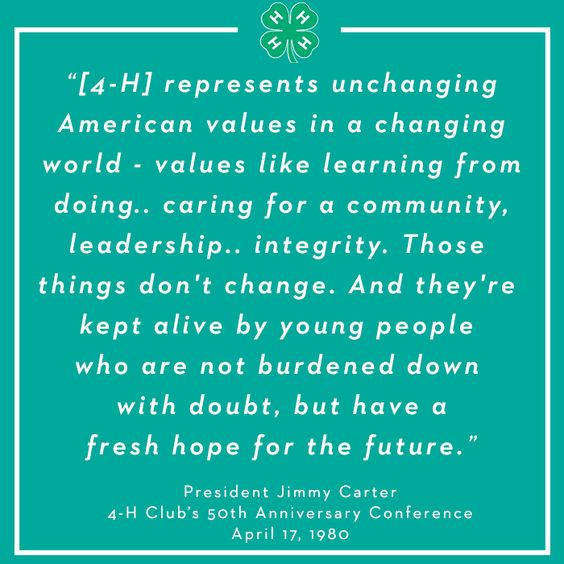 H H
H H
“[4-H] represents unchanging
American values in a changing
world - values like learning from
doing.. caring for a community,
leadership.. integrity. Those
things don't change. And they're
kept alive by young people
who are not burdened down
with doubt, but have a
fresh hope for the future.”
President Jimmy Carter
4-H Club’s 50th Anniversary Conference
April 17, 1980